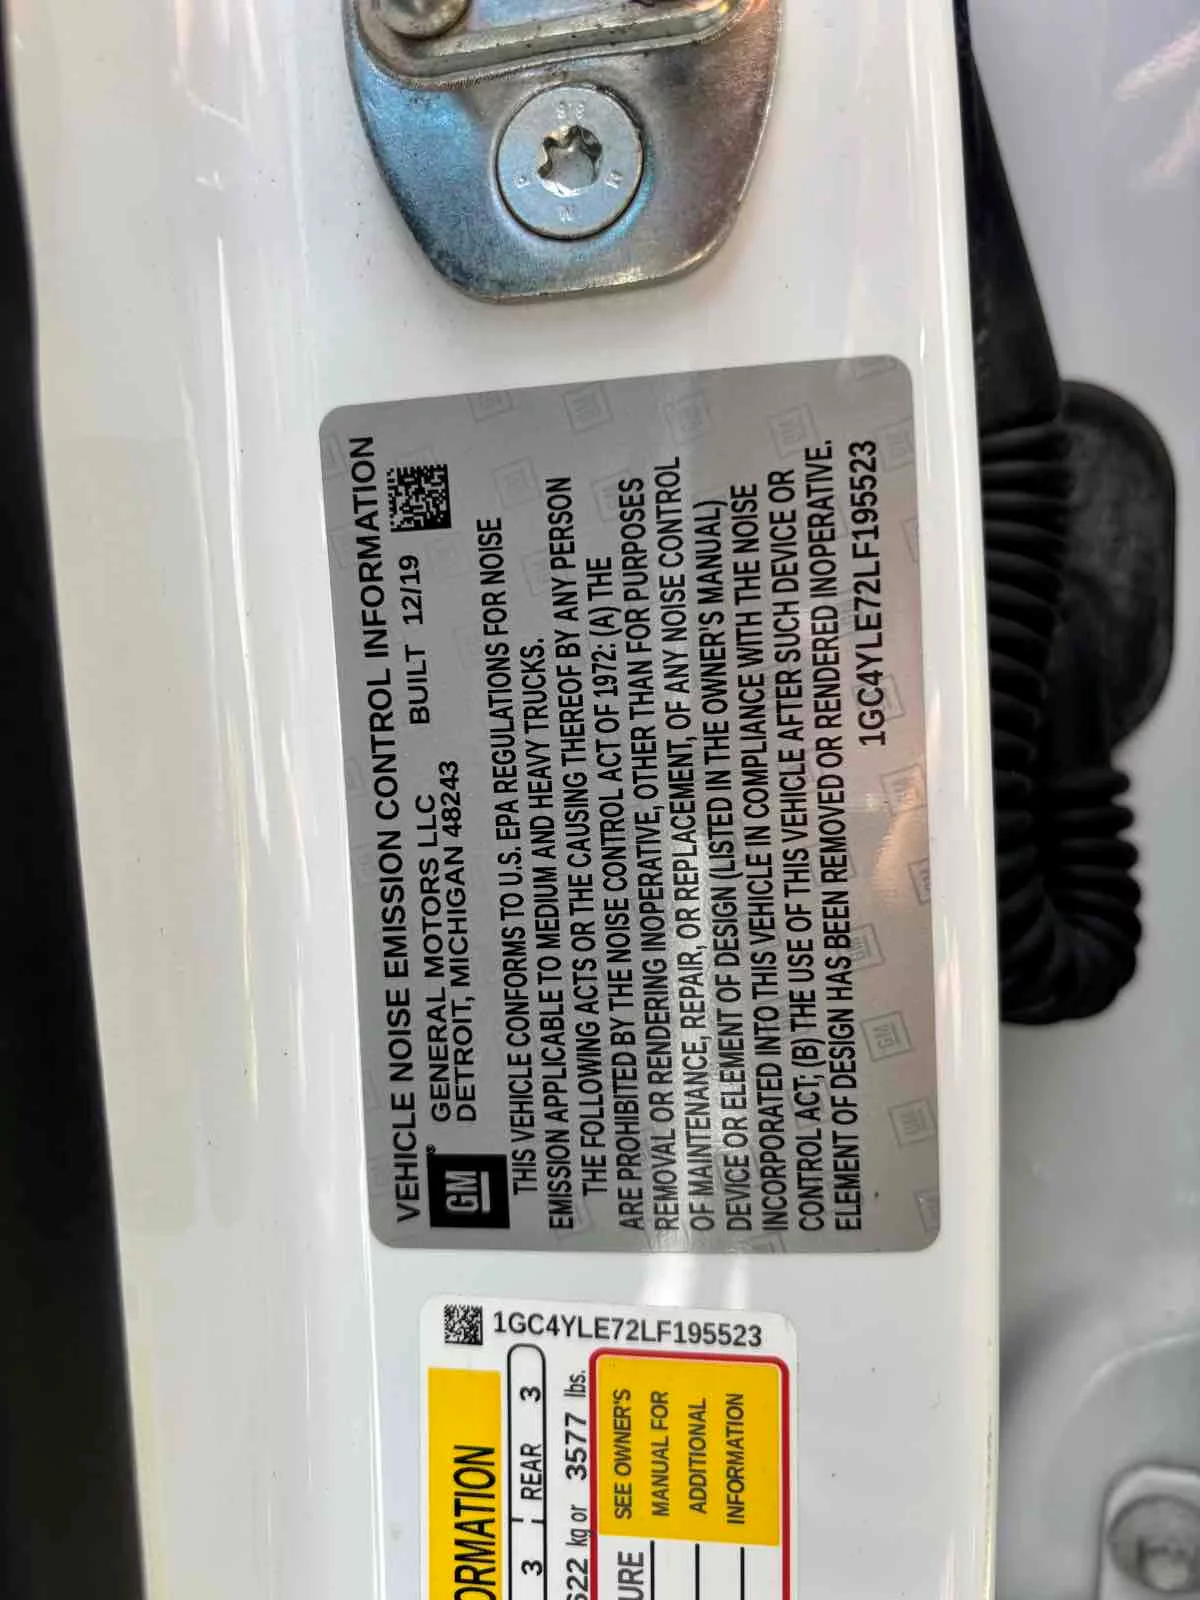 VEHICLE NOISE EMISSION CONTROL INFORMATION
GM®
GENERAL MOTORS LLC
DETROIT, MICHIGAN 48243
BUILT 12/19
THIS VEHICLE CONFORMS TO U.S. EPA REGULATIONS FOR NOISE
EMISSION APPLICABLE TO MEDIUM AND HEAVY TRUCKS.
THE FOLLOWING ACTS OR THE CAUSING THEREOF BY ANY PERSON
ARE PROHIBITED BY THE NOISE CONTROL ACT OF 1972: (A) THE
REMOVAL OR RENDERING INOPERATIVE, OTHER THAN FOR PURPOSES
OF MAINTENANCE, REPAIR, OR REPLACEMENT, OF ANY NOISE CONTROL
DEVICE OR ELEMENT OF DESIGN (LISTED IN THE OWNER'S MANUAL)
INCORPORATED INTO THIS VEHICLE IN COMPLIANCE WITH THE NOISE
CONTROL ACT; (B) THE USE OF THIS VEHICLE AFTER SUCH DEVICE OR
ELEMENT OF DESIGN HAS BEEN REMOVED OR RENDERED INOPERATIVE.
1GC4YLE72LF195523
1GC4YLE72LF195523
ORMATION
3 REAR 3
622 kg or 3577 lbs.
URE
SEE OWNER'S
MANUAL FOR
ADDITIONAL
INFORMATION